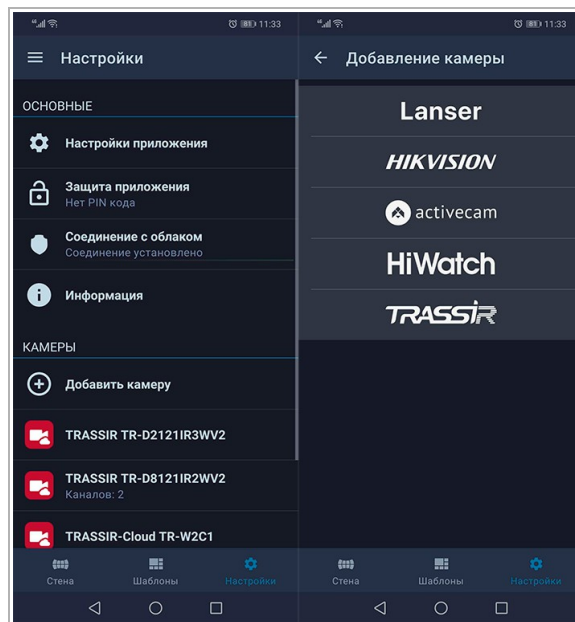 81 11:33
Настройки
ОСНОВНЫЕ
Настройки приложения
Защита приложения
Нет PIN кода
Соединение с облаком
Соединение установлено
Информация
КАМЕРЫ
Добавить камеру
TRASSIR TR-D2121IR3WV2
TRASSIR TR-D8121IR2WV2
Каналов: 2
TRASSIR-Cloud TR-W2C1
Стена
Шаблоны
Настройки
81 11:33
Добавление камеры
Lanser
HIKVISION
activecam
HiWatch
TRASSIR
Стена
Шаблоны
Настройки